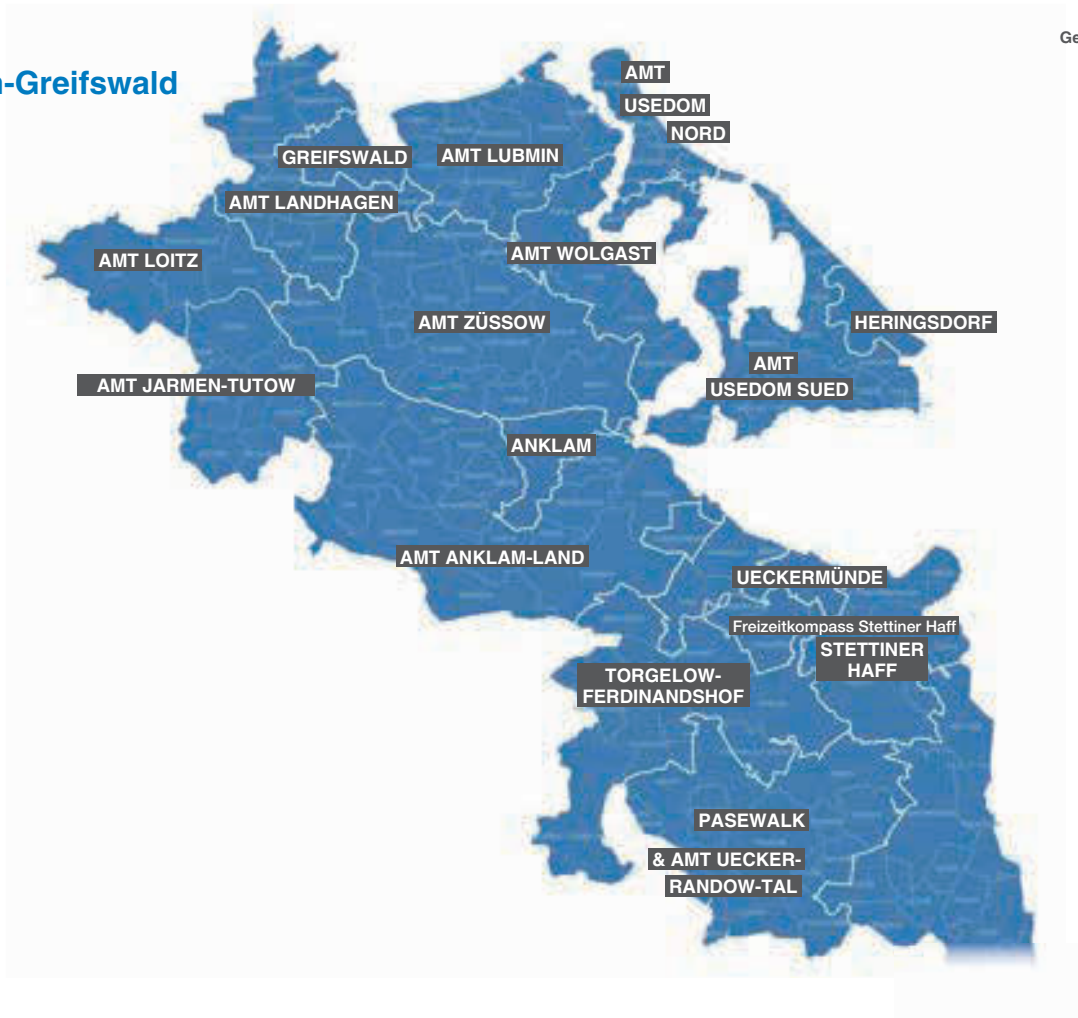 n-Greifswald
Ge
AMT
USEDOM
NORD
GREIFSWALD
AMT LUBMIN
AMT LANDHAGEN
AMT LOITZ
AMT WOLGAST
AMT ZÜSSOW
HERINGSDORF
AMT
USEDOM SUED
AMT JARMEN-TUTOW
ANKLAM
AMT ANKLAM-LAND
UECKERMÜNDE
Freizeitkompass Stettiner Haff
STETTINER
HAFF
TORGELOW-
FERDINANDSHOF
PASEWALK
& AMT UECKER-
RANDOW-TAL